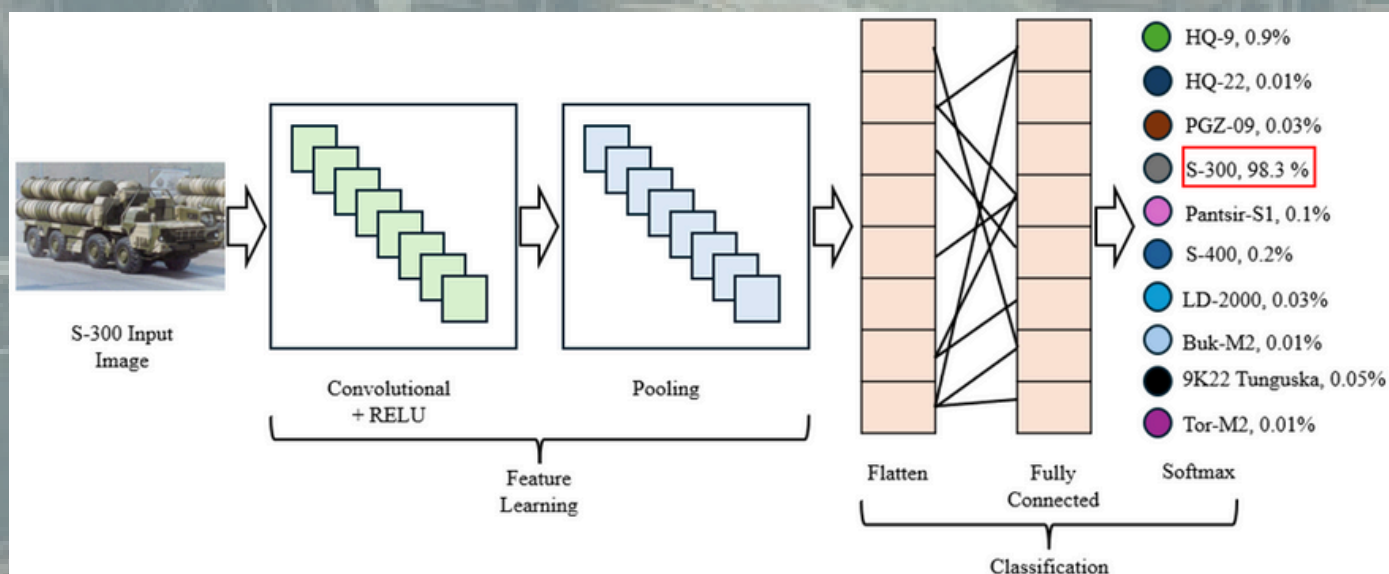 S-300 Input
Image
Convolutional
+ RELU
Pooling
Feature
Learning
Flatten
Fully
Connected
Softmax
Classification
HQ-9, 0.9%
HQ-22, 0.01%
PGZ-09, 0.03%
S-300, 98.3 %
Pantsir-S1, 0.1%
S-400, 0.2%
LD-2000, 0.03%
Buk-M2, 0.01%
9K22 Tunguska, 0.05%
Tor-M2, 0.01%